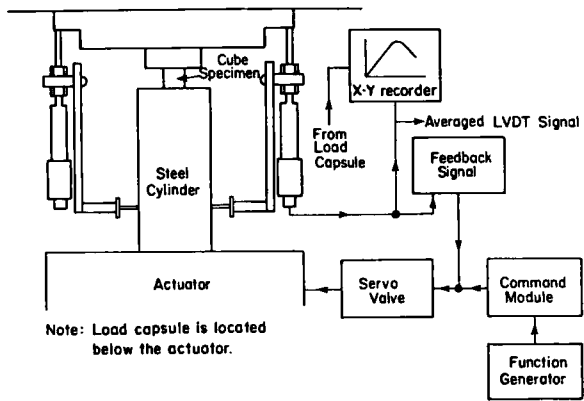 Cube
Specimen
X-Y recorder
From
Load
Capsule
Averaged LVDT Signal
Feedback
Signal
Steel
Cylinder
Actuator
Servo
Valve
Command
Module
Note: Load capsule is located
below the actuator.
Function
Generator